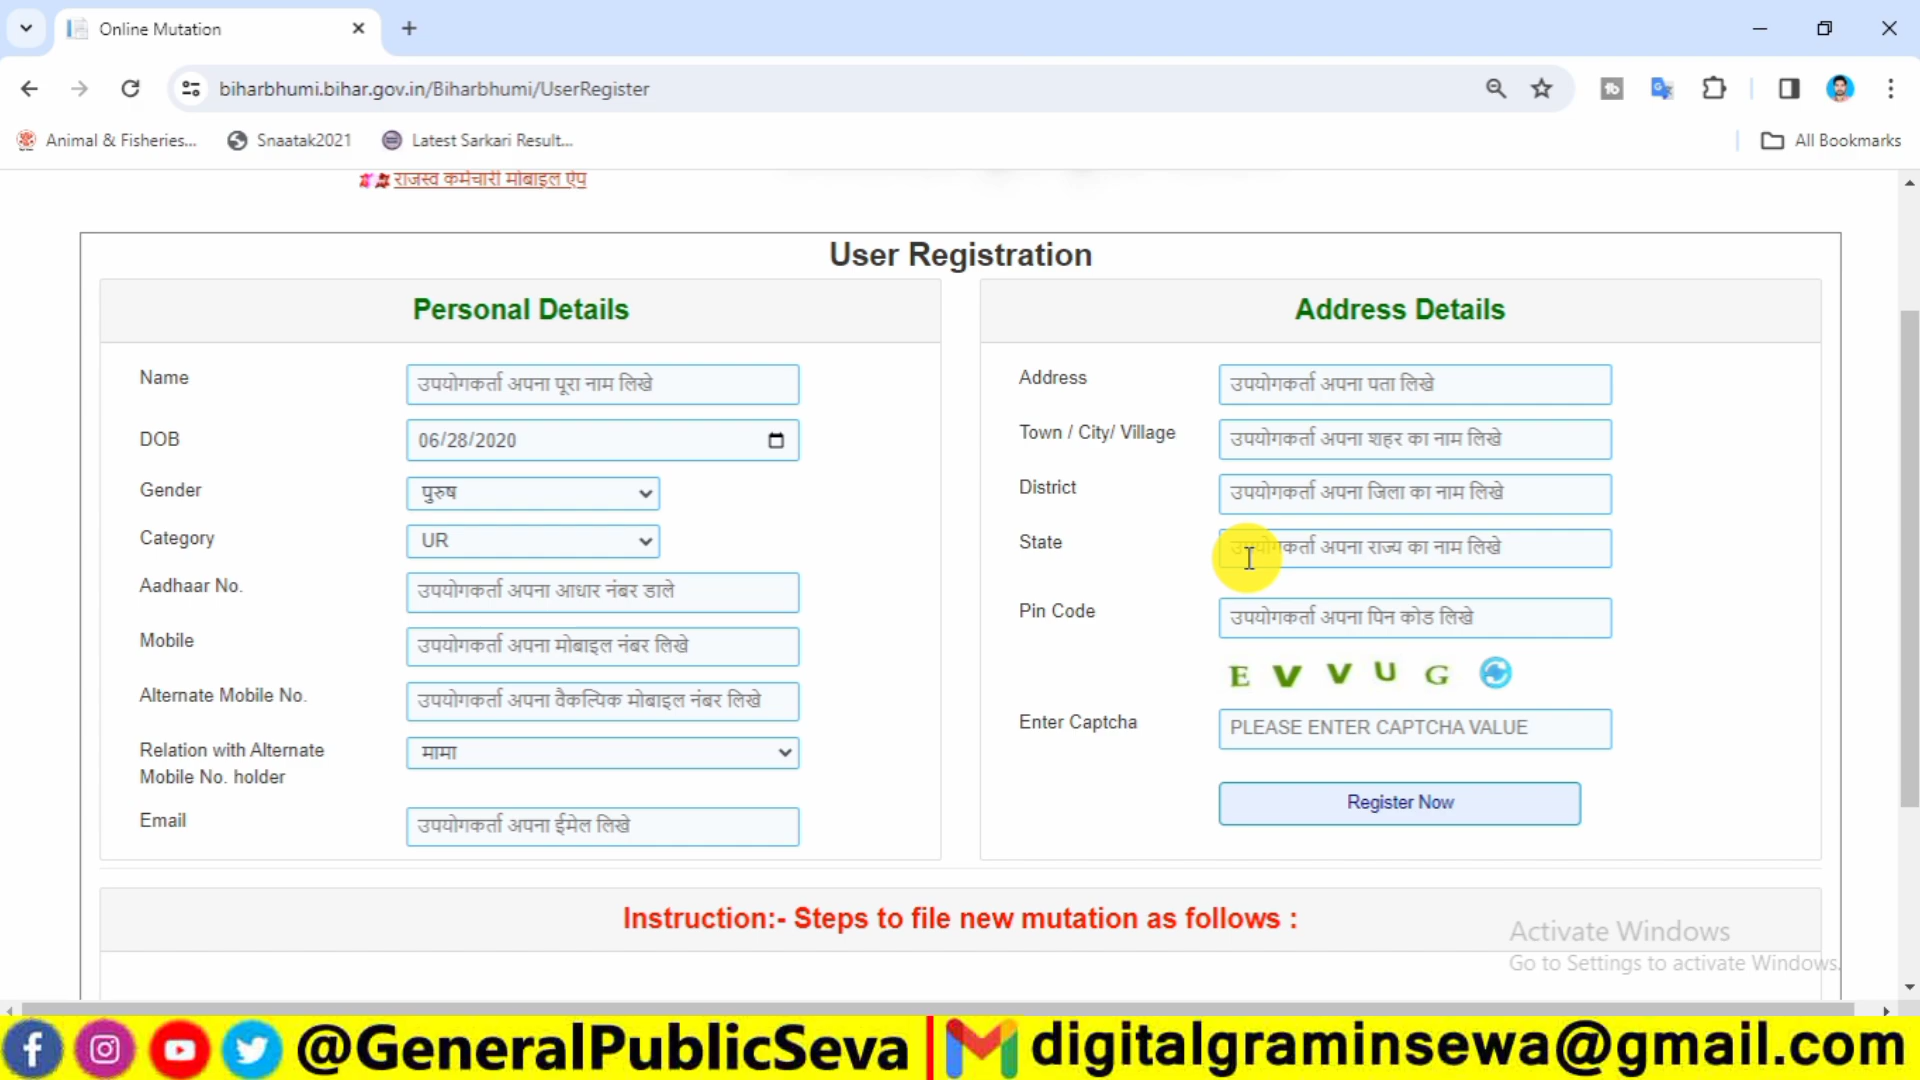 Online Mutation
biharbhumi.bihar.gov.in/Biharbhumi/UserRegister
Animal & Fisheries...
Snaatak2021
Latest Sarkari Result...
All Bookmarks
राजस्व कर्मचारी मोबाइल ऐप
User Registration
Personal Details
Name
उपयोगकर्ता अपना पूरा नाम लिखे
DOB
06/28/2020
Gender
पुरुष
Category
UR
Aadhaar No.
उपयोगकर्ता अपना आधार नंबर डाले
Mobile
उपयोगकर्ता अपना मोबाइल नंबर लिखे
Alternate Mobile No.
उपयोगकर्ता अपना वैकल्पिक मोबाइल नंबर लिखे
Relation with Alternate
Mobile No. holder
मामा
Email
उपयोगकर्ता अपना ईमेल लिखे
Address Details
Address
उपयोगकर्ता अपना पता लिखे
Town / City/ Village
उपयोगकर्ता अपना शहर का नाम लिखे
District
उपयोगकर्ता अपना जिला का नाम लिखे
State
उपयोगकर्ता अपना राज्य का नाम लिखे
Pin Code
उपयोगकर्ता अपना पिन कोड लिखे
E V V U G
Enter Captcha
PLEASE ENTER CAPTCHA VALUE
Register Now
Instruction:- Steps to file new mutation as follows :
Activate Windows
Go to Settings to activate Windows.
@GeneralPublicSeva
digitalgraminsewa@gmail.com